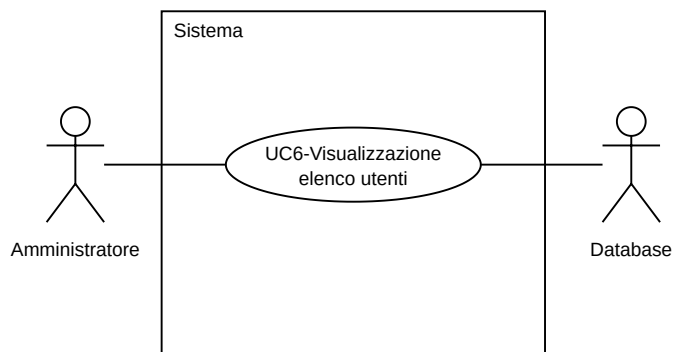 Sistema
UC6-Visualizzazione
elenco utenti
Amministratore
Database